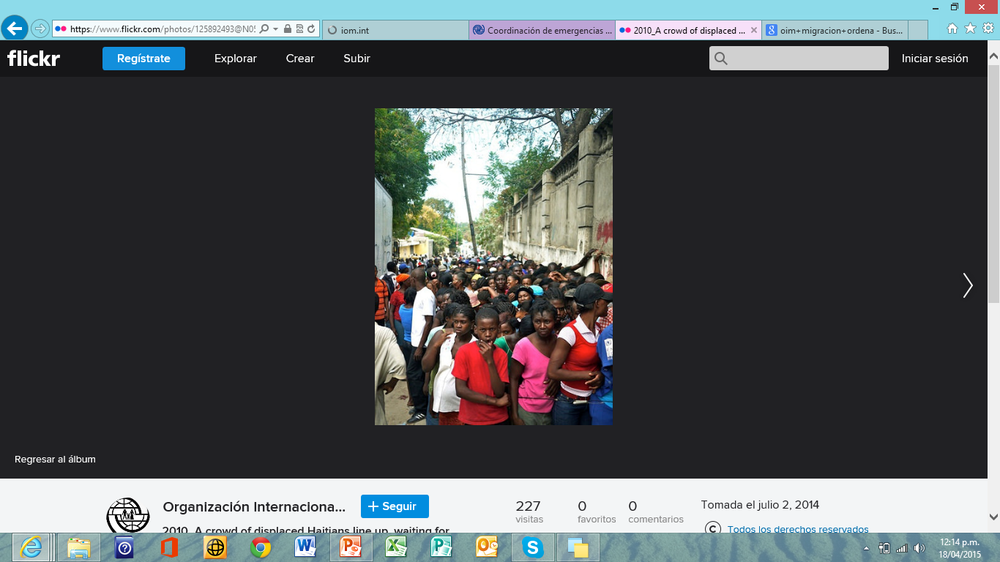 https://www.flickr.com/photos/125892493@N05
iom.int
Coordinación de emergencias ...
2010_A crowd of displaced ...
oim+migracion+ordena - Bus...
flickr
Regístrate
Explorar
Crear
Subir
Iniciar sesión
Regresar al álbum
Organización Internaciona...
+ Seguir
227
visitas
0
favoritos
0
comentarios
Tomada el julio 2, 2014
2010_A crowd of displaced Haitians line up, waiting for
© Todos los derechos reservados
12:14 p.m.
18/04/2015